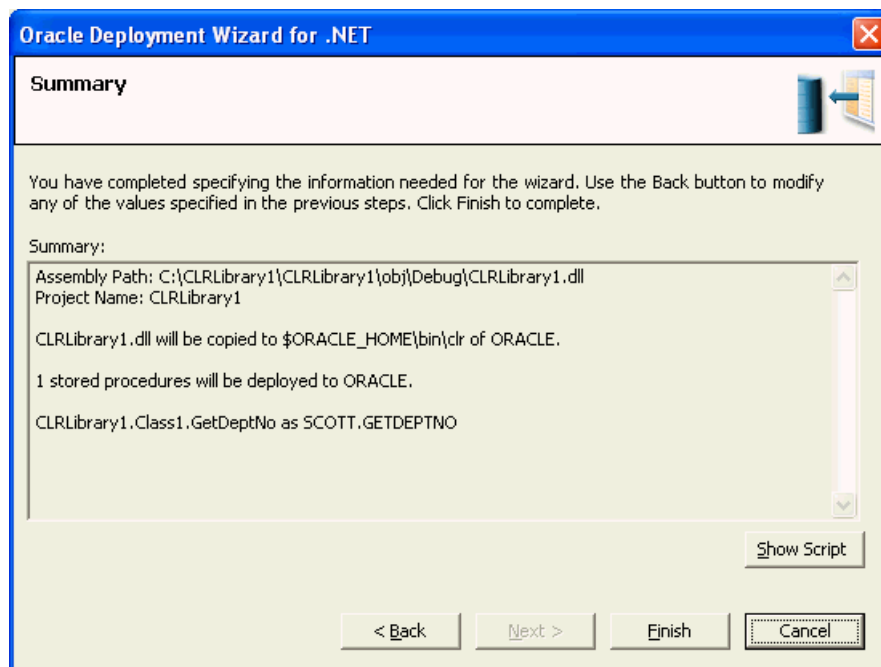 Oracle Deployment Wizard for .NET
Summary
You have completed specifying the information needed for the wizard. Use the Back button to modify
any of the values specified in the previous steps. Click Finish to complete.
Summary:
Assembly Path: C:\CLRLibrary1\CLRLibrary1\obj\Debug\CLRLibrary1.dll
Project Name: CLRLibrary1
CLRLibrary1.dll will be copied to $ORACLE_HOME\bin\clr of ORACLE.
1 stored procedures will be deployed to ORACLE.
CLRLibrary1.Class1.GetDeptNo as SCOTT.GETDEPTNO
Show Script
< Back Next > Finish Cancel